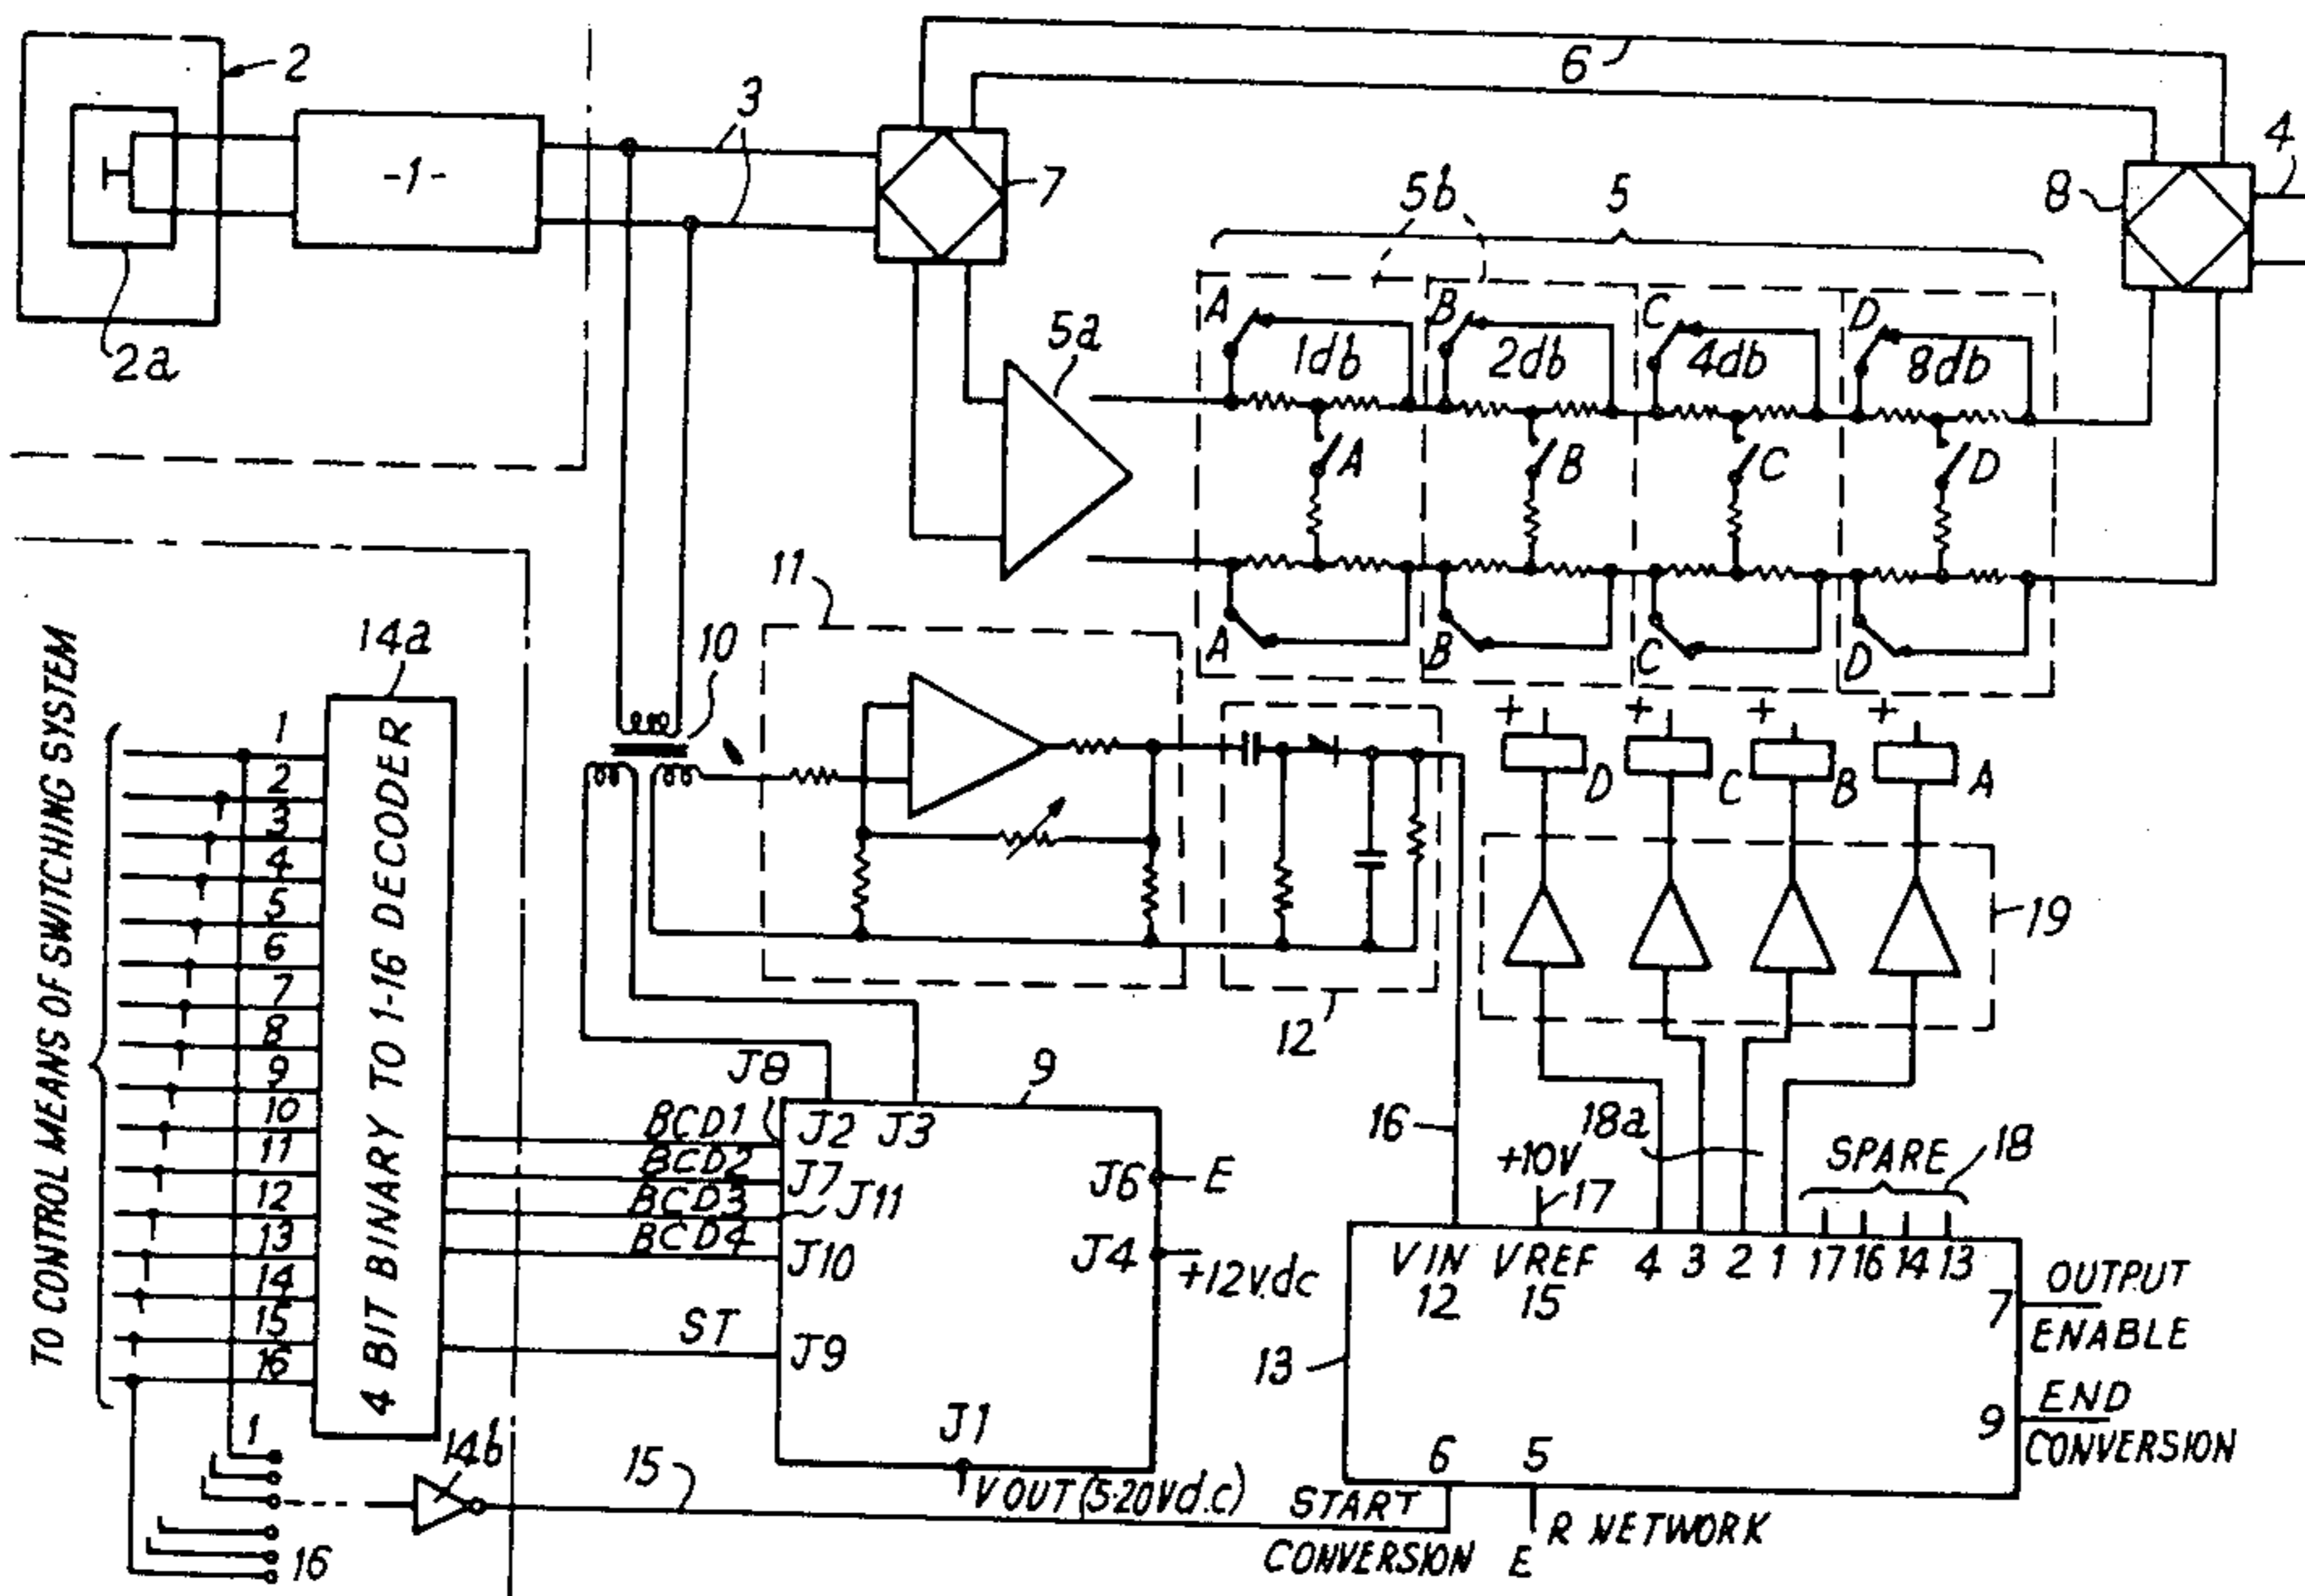 2
2a
-1-
3
6
7
4
8
5b
5
5a
A
1db
B
2db
C
4db
D
8db
A
B
C
D
A
B
C
D
11
10
12
+
+
+
+
D
C
B
A
19
TO CONTROL MEANS OF SWITCHING SYSTEM
14a
4 BIT BINARY TO 1-16 DECODER
1
2
3
4
5
6
7
8
9
10
11
12
13
14
15
16
1
16
14b
15
J8
9
BCD1
BCD2
BCD3
BCD4
ST
J2
J3
J7
J11
J10
J9
J6
E
J4
+12v.dc
J1
VOUT (5-20Vd.c)
16
+10V
17
18a
SPARE
18
VIN
12
VREF
15
4
3
2
1
17
16
14
13
13
7
OUTPUT
ENABLE
9
END
CONVERSION
6
5
START
CONVERSION
E
R NETWORK